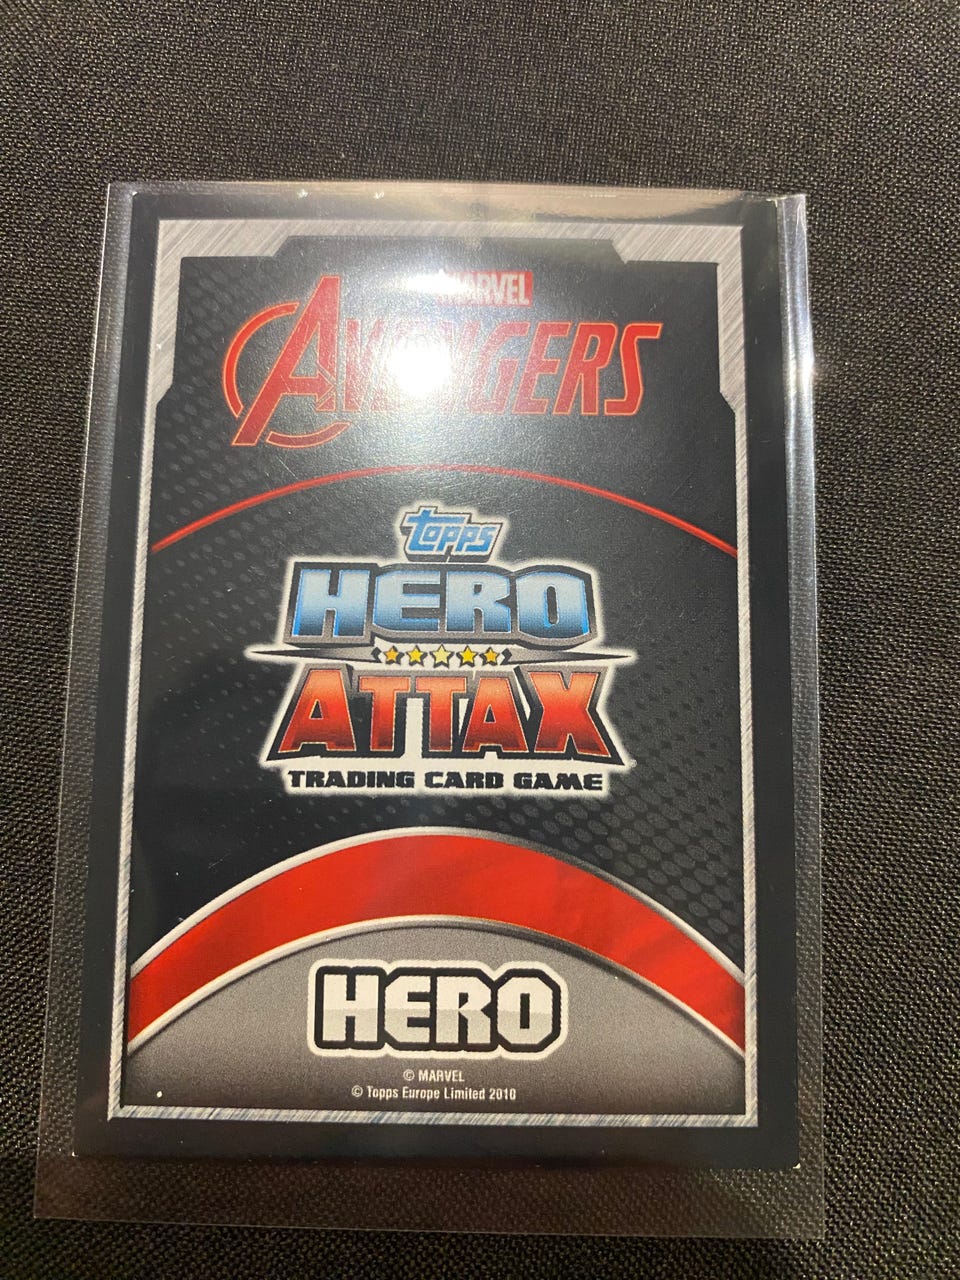 MARVEL
AVENGERS
topps
HERO
ATTAX
TRADING CARD GAME
HERO
© MARVEL
© Topps Europe Limited 2010